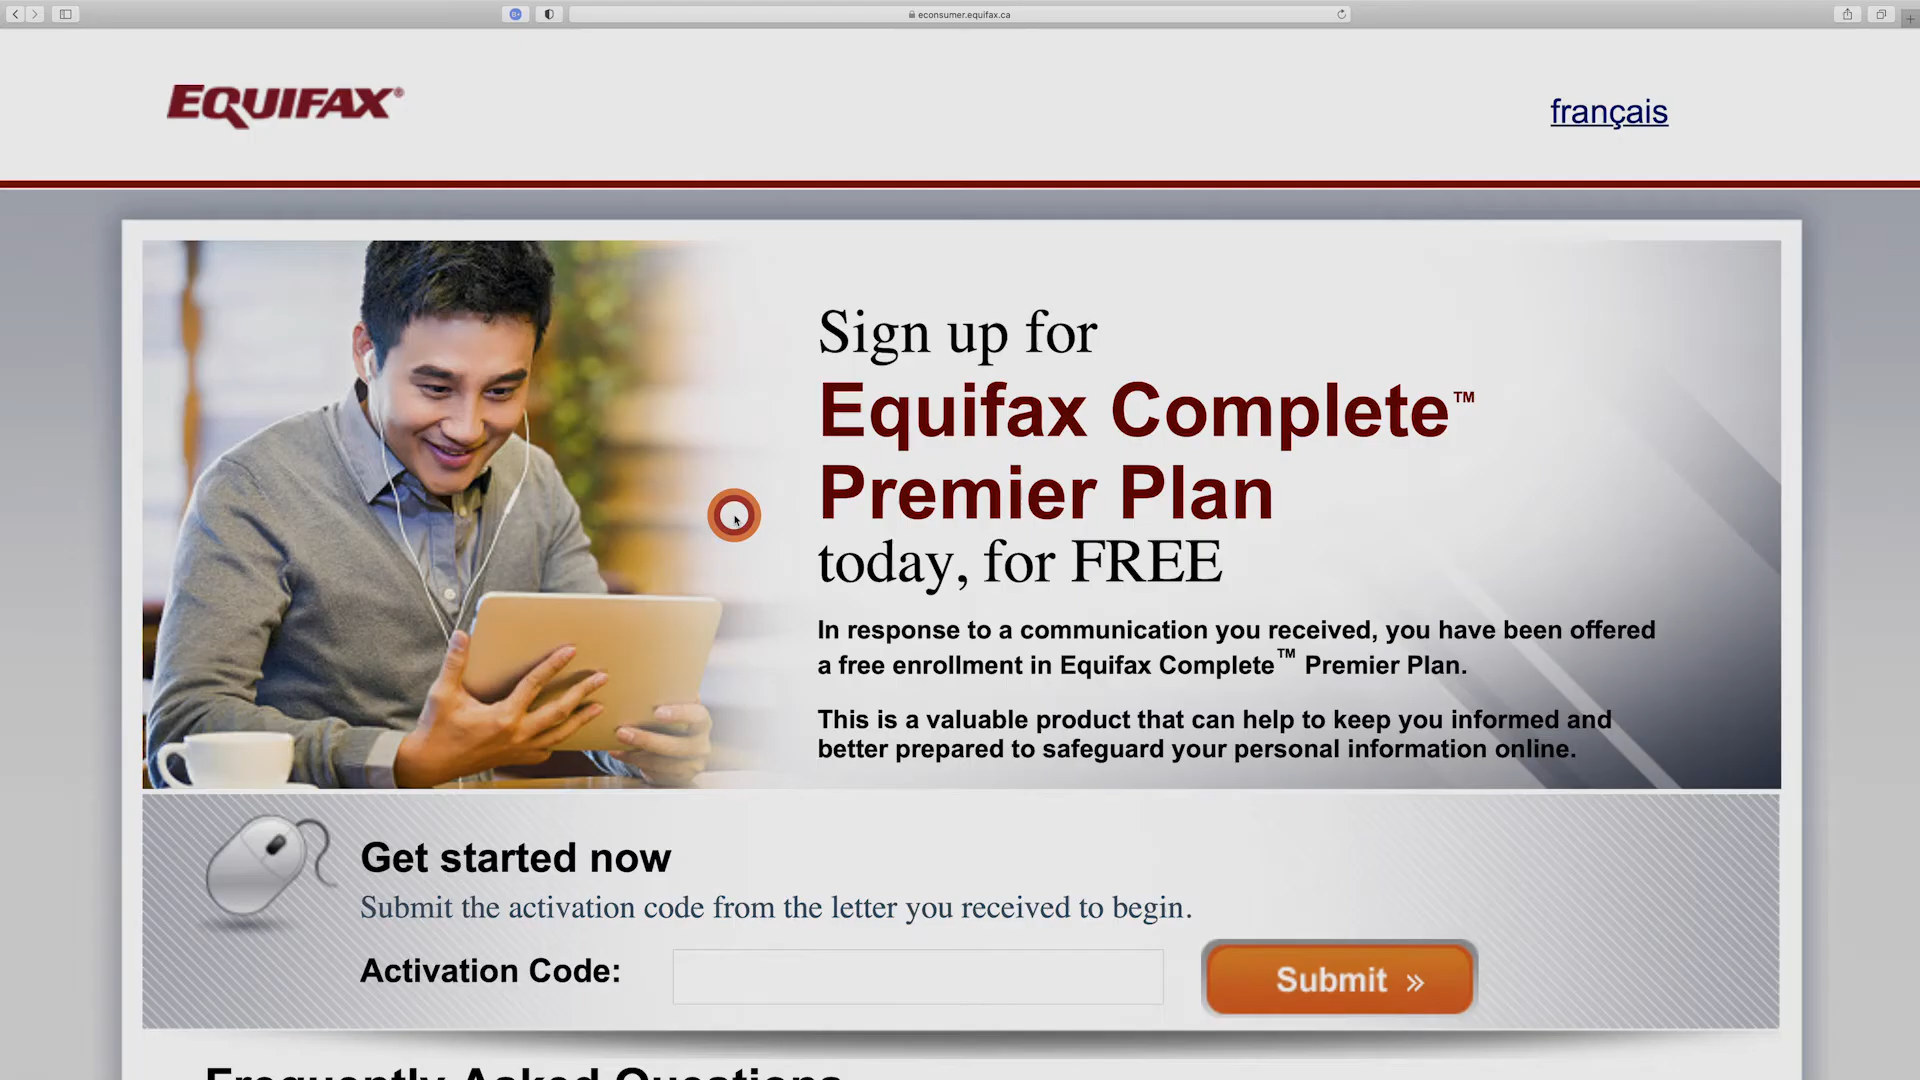 econsumer.equifax.ca
EQUIFAX®
français
Sign up for
Equifax Complete™
Premier Plan
today, for FREE
In response to a communication you received, you have been offered
a free enrollment in Equifax Complete™ Premier Plan.
This is a valuable product that can help to keep you informed and
better prepared to safeguard your personal information online.
Get started now
Submit the activation code from the letter you received to begin.
Activation Code:
Submit »
Frequently Asked Questions